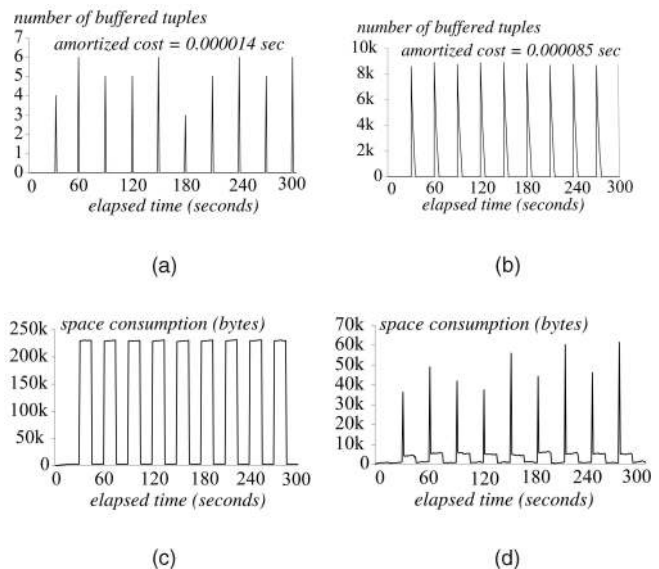 number of buffered tuples
amortized cost = 0.000014 sec
7
6
5
4
3
2
1
0
0 60 120 180 240 300
elapsed time (seconds)
(a)
number of buffered tuples
amortized cost = 0.000085 sec
10k
8k
6k
4k
2k
0
0 60 120 180 240 300
elapsed time (seconds)
(b)
space consumption (bytes)
250k
200k
150k
100k
50k
0
0 60 120 180 240 300
elapsed time (seconds)
(c)
space consumption (bytes)
70k
60k
50k
40k
30k
20k
10k
0
0 60 120 180 240 300
elapsed time (seconds)
(d)